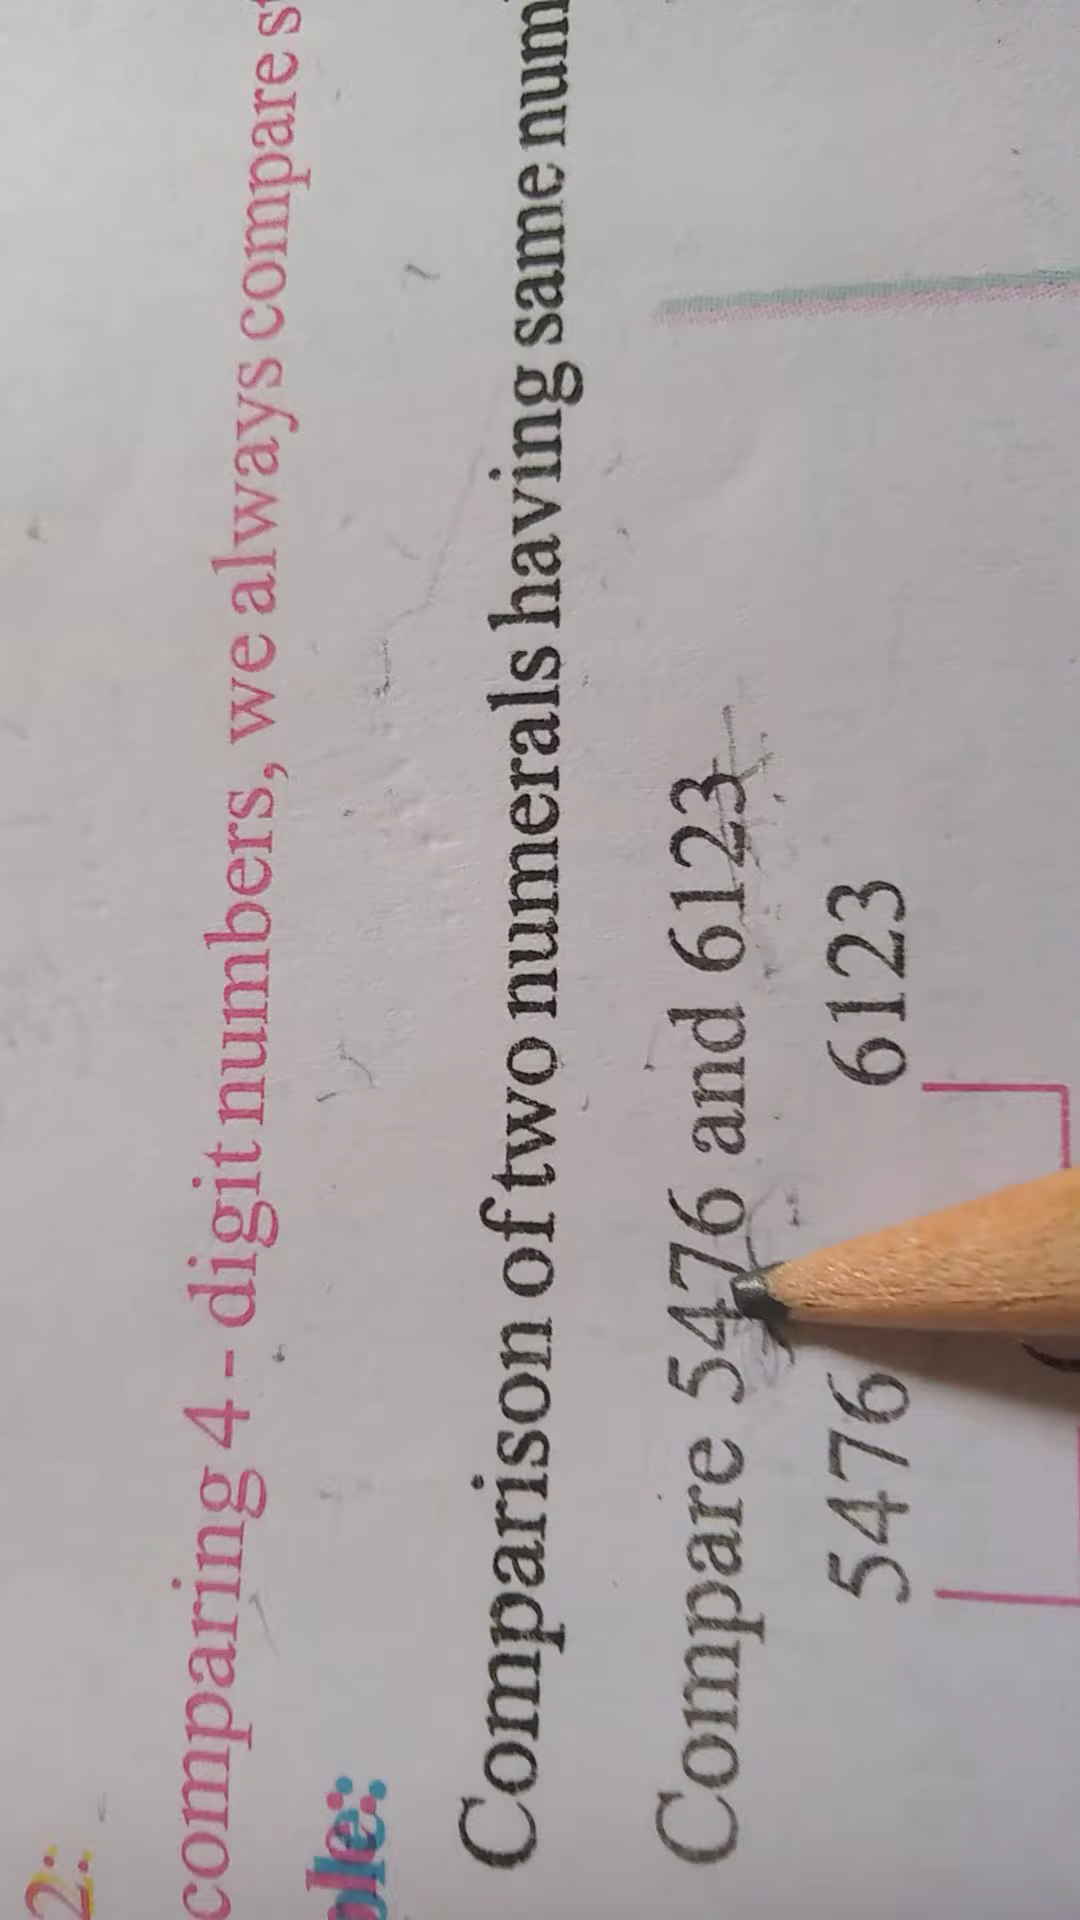 2:
comparing 4 - digit numbers, we always compare
Comparison of two numerals having same
Compare 5476 and 6123
5476 6123